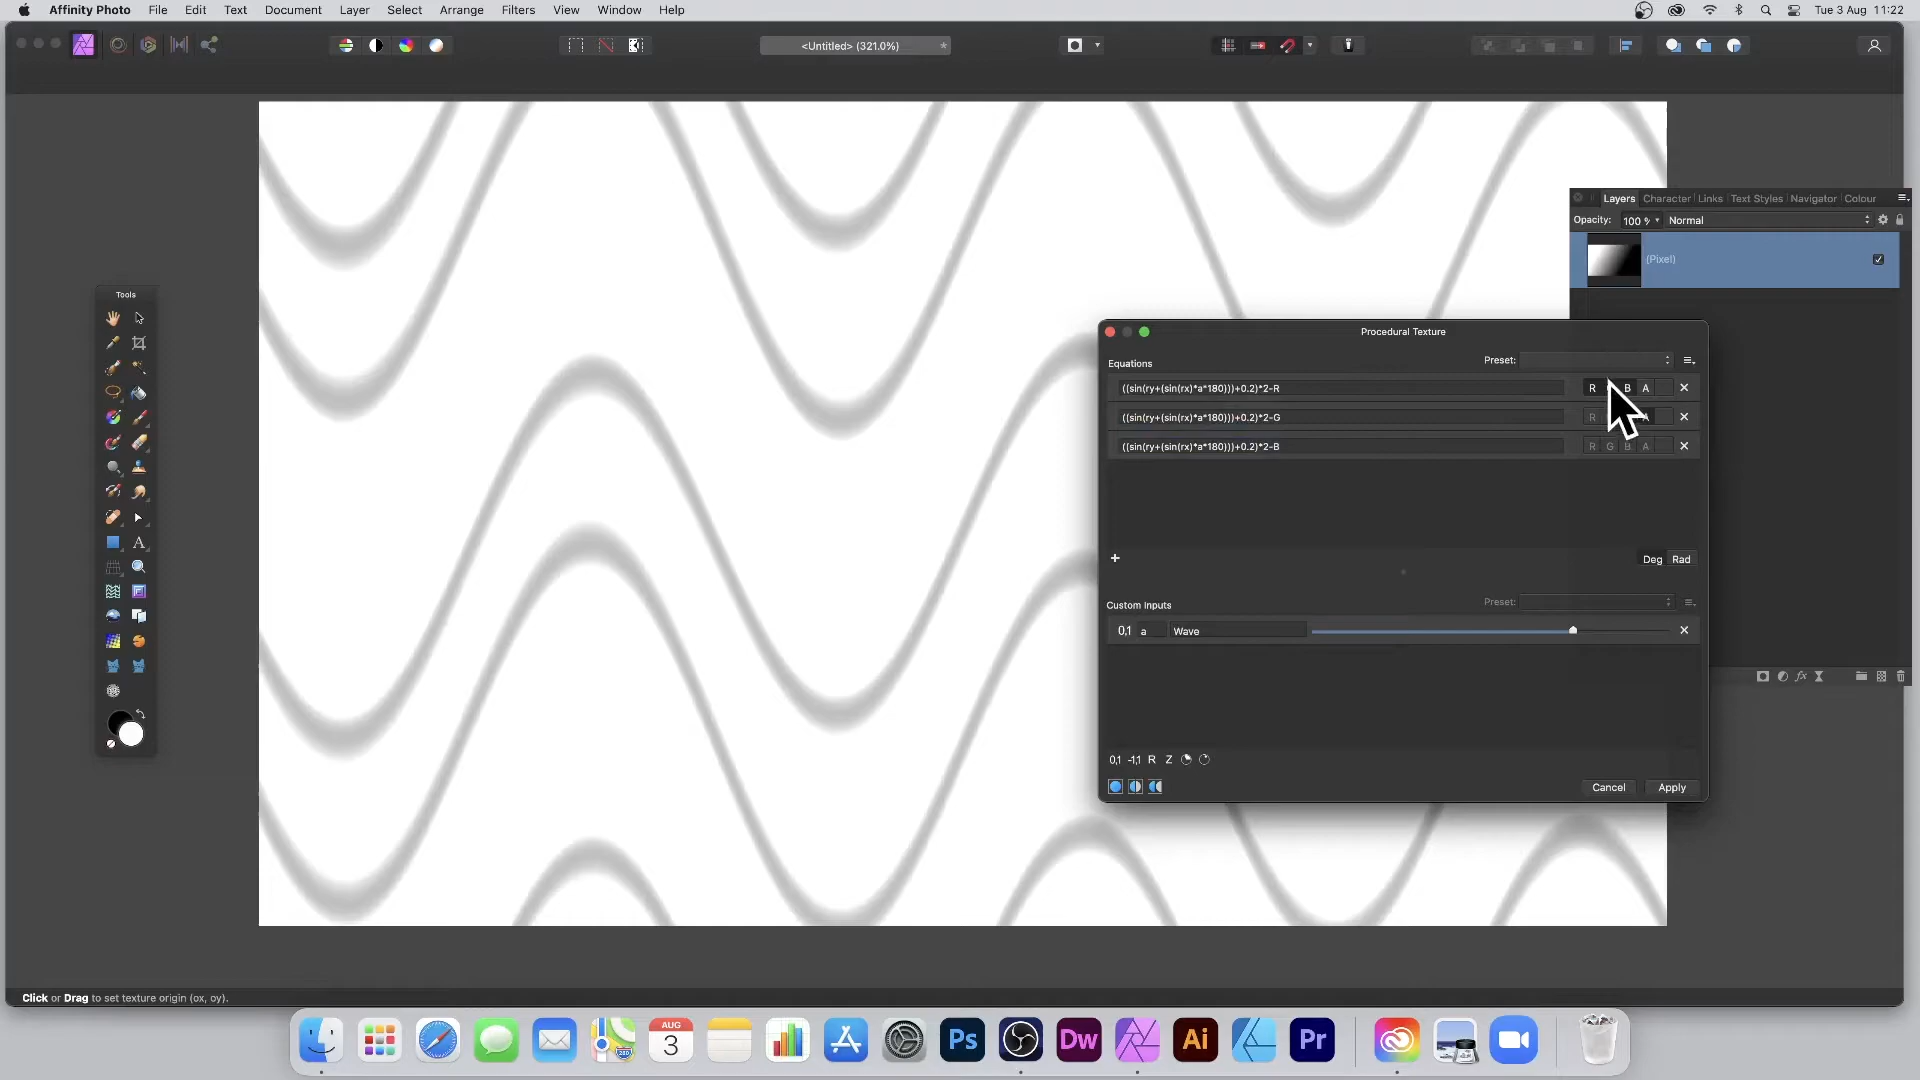 Affinity Photo File Edit Text Document Layer Select Arrange Filters View Window Help Tue 3 Aug 11:22
<Untitled> (321.0%) *
Layers Character Links Text Styles Navigator Colour
Opacity: 100 % Normal
(Pixel)
Tools
A
Procedural Texture
Equations Preset:
((sin(ry+(sin(rx)*a*180)))+0.2)*2-R R B A
((sin(ry+(sin(rx)*a*180)))+0.2)*2-G R A
((sin(ry+(sin(rx)*a*180)))+0.2)*2-B R G B A
+ Deg Rad
Custom Inputs Preset:
0,1 a Wave
0,1 -1,1 R Z
Cancel Apply
Click or Drag to set texture origin (ox, oy).
AUG
3
280
Ps Dw Ai Pr